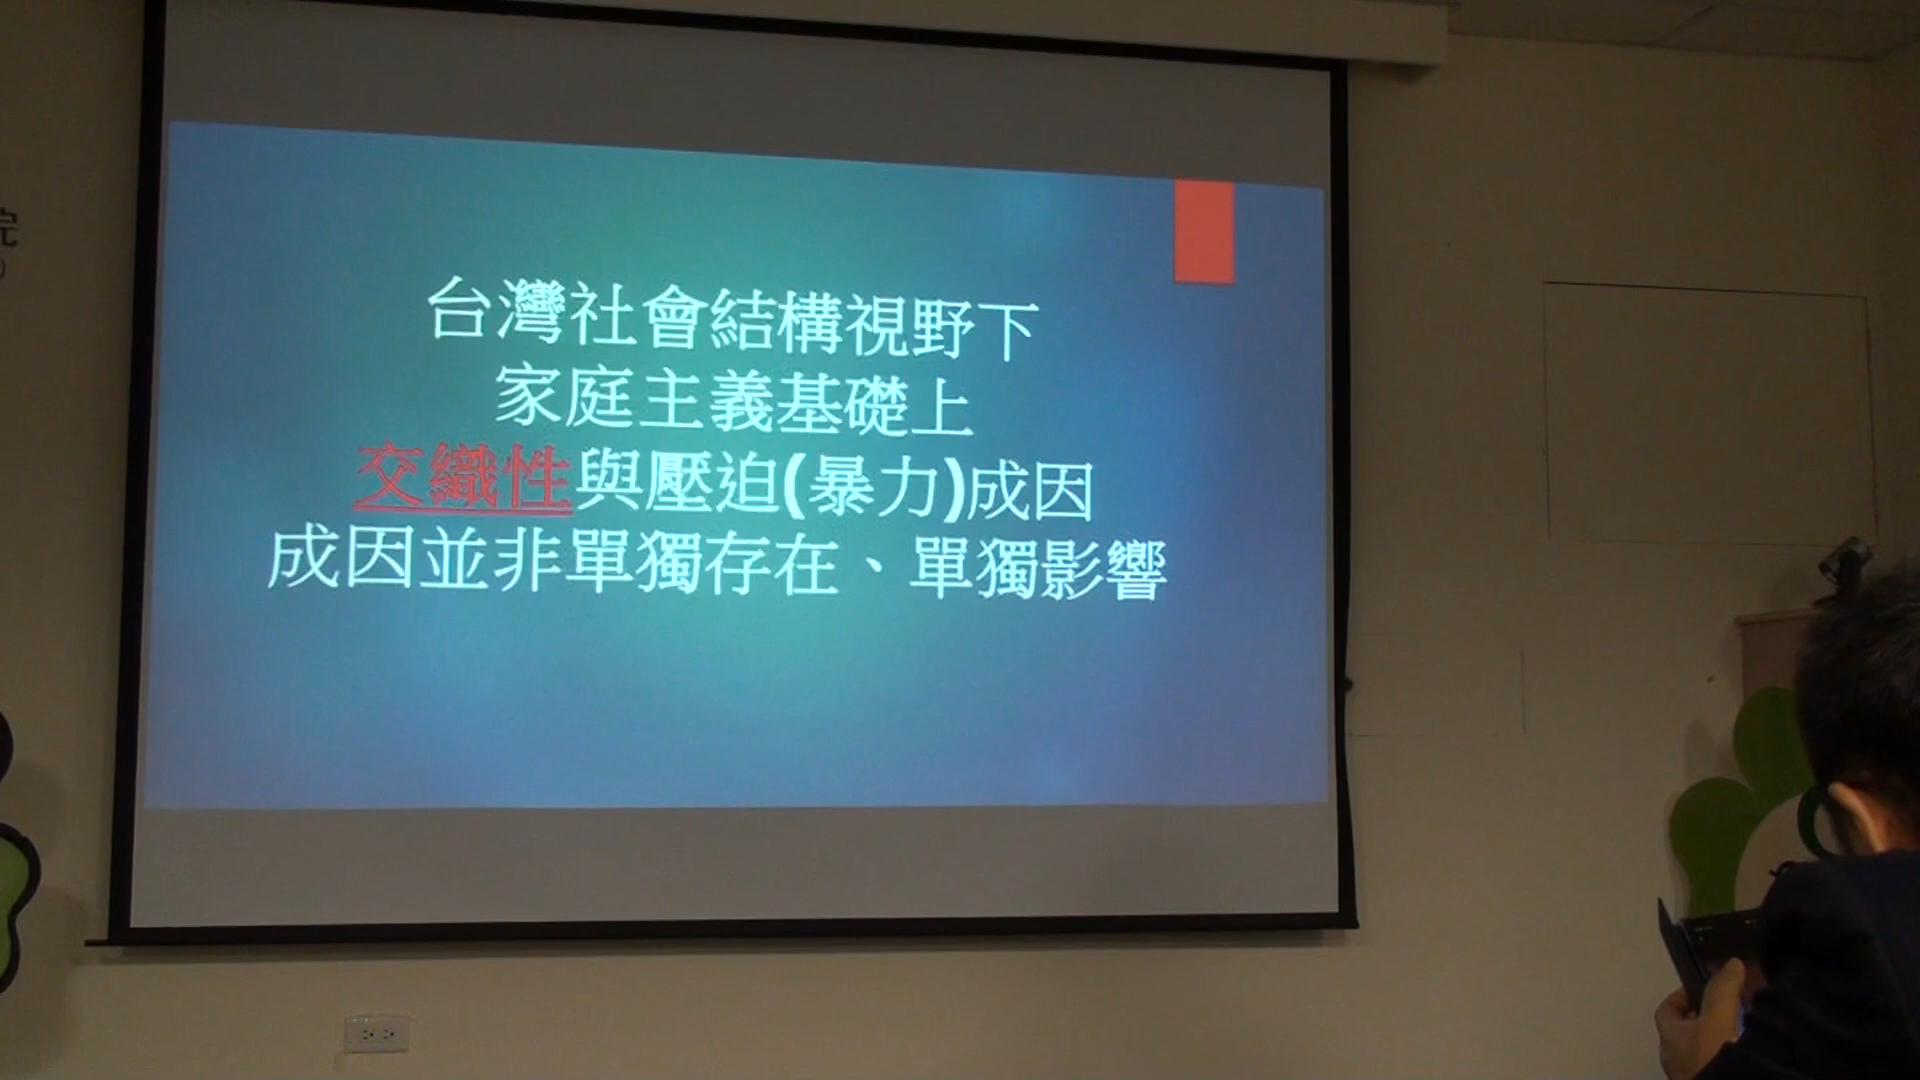 台灣社會結構視野下
家庭主義基礎上
交織性與壓迫(暴力)成因
成因並非單獨存在、單獨影響
院